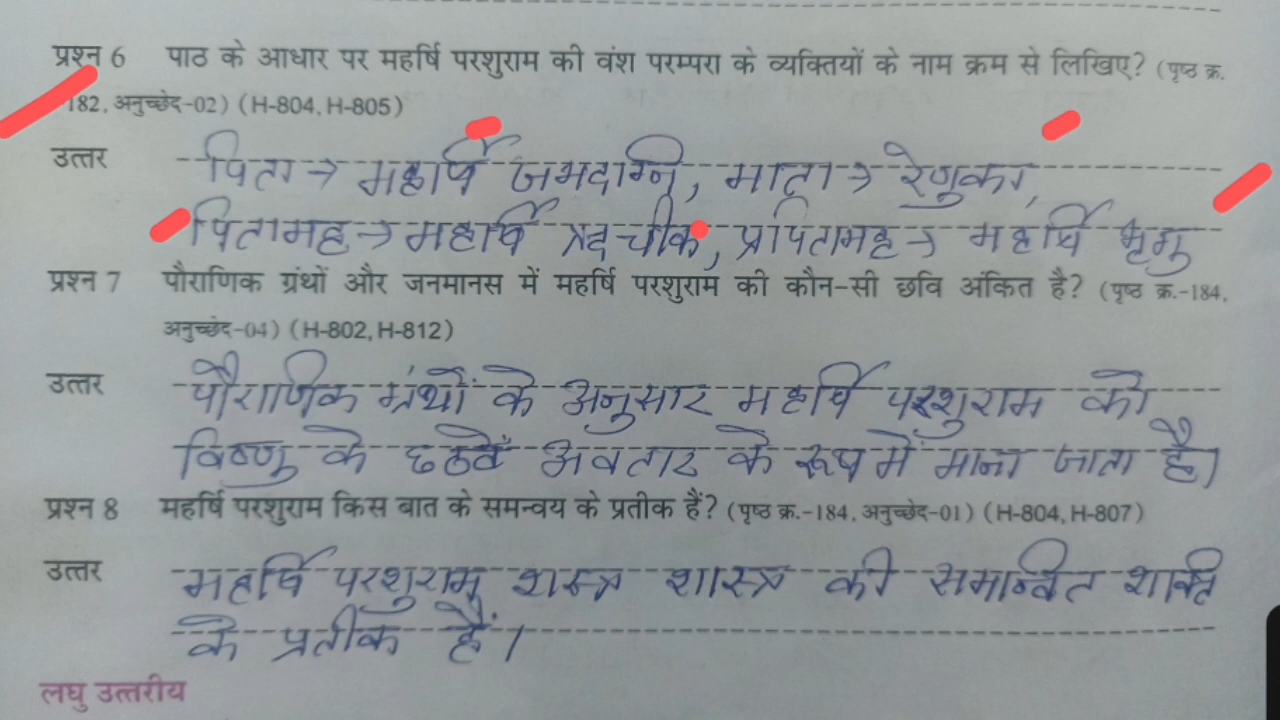 प्रश्न 6 पाठ के आधार पर महर्षि परशुराम की वंश परम्परा के व्यक्तियों के नाम क्रम से लिखिए? (पृष्ठ क्र.
182, अनुच्छेद-02) (H-804, H-805)
उत्तर पिता → महर्षि जमदाग्नि, माता → रेणुका,
पितामह → महर्षि ऋचीक, प्रपितामह → महर्षि भृगु
प्रश्न 7 पौराणिक ग्रंथों और जनमानस में महर्षि परशुराम की कौन-सी छवि अंकित है? (पृष्ठ क्र.-184,
अनुच्छेद-04) (H-802, H-812)
उत्तर पौराणिक ग्रंथों के अनुसार महर्षि परशुराम को
विष्णु के छठवें अवतार के रूप में माना जाता है।
प्रश्न 8 महर्षि परशुराम किस बात के समन्वय के प्रतीक हैं? (पृष्ठ क्र.-184, अनुच्छेद-01) (H-804, H-807)
उत्तर महर्षि परशुराम शस्त्र शास्त्र की समान्वित शक्ति
के प्रतीक हैं।
लघु उत्तरीय